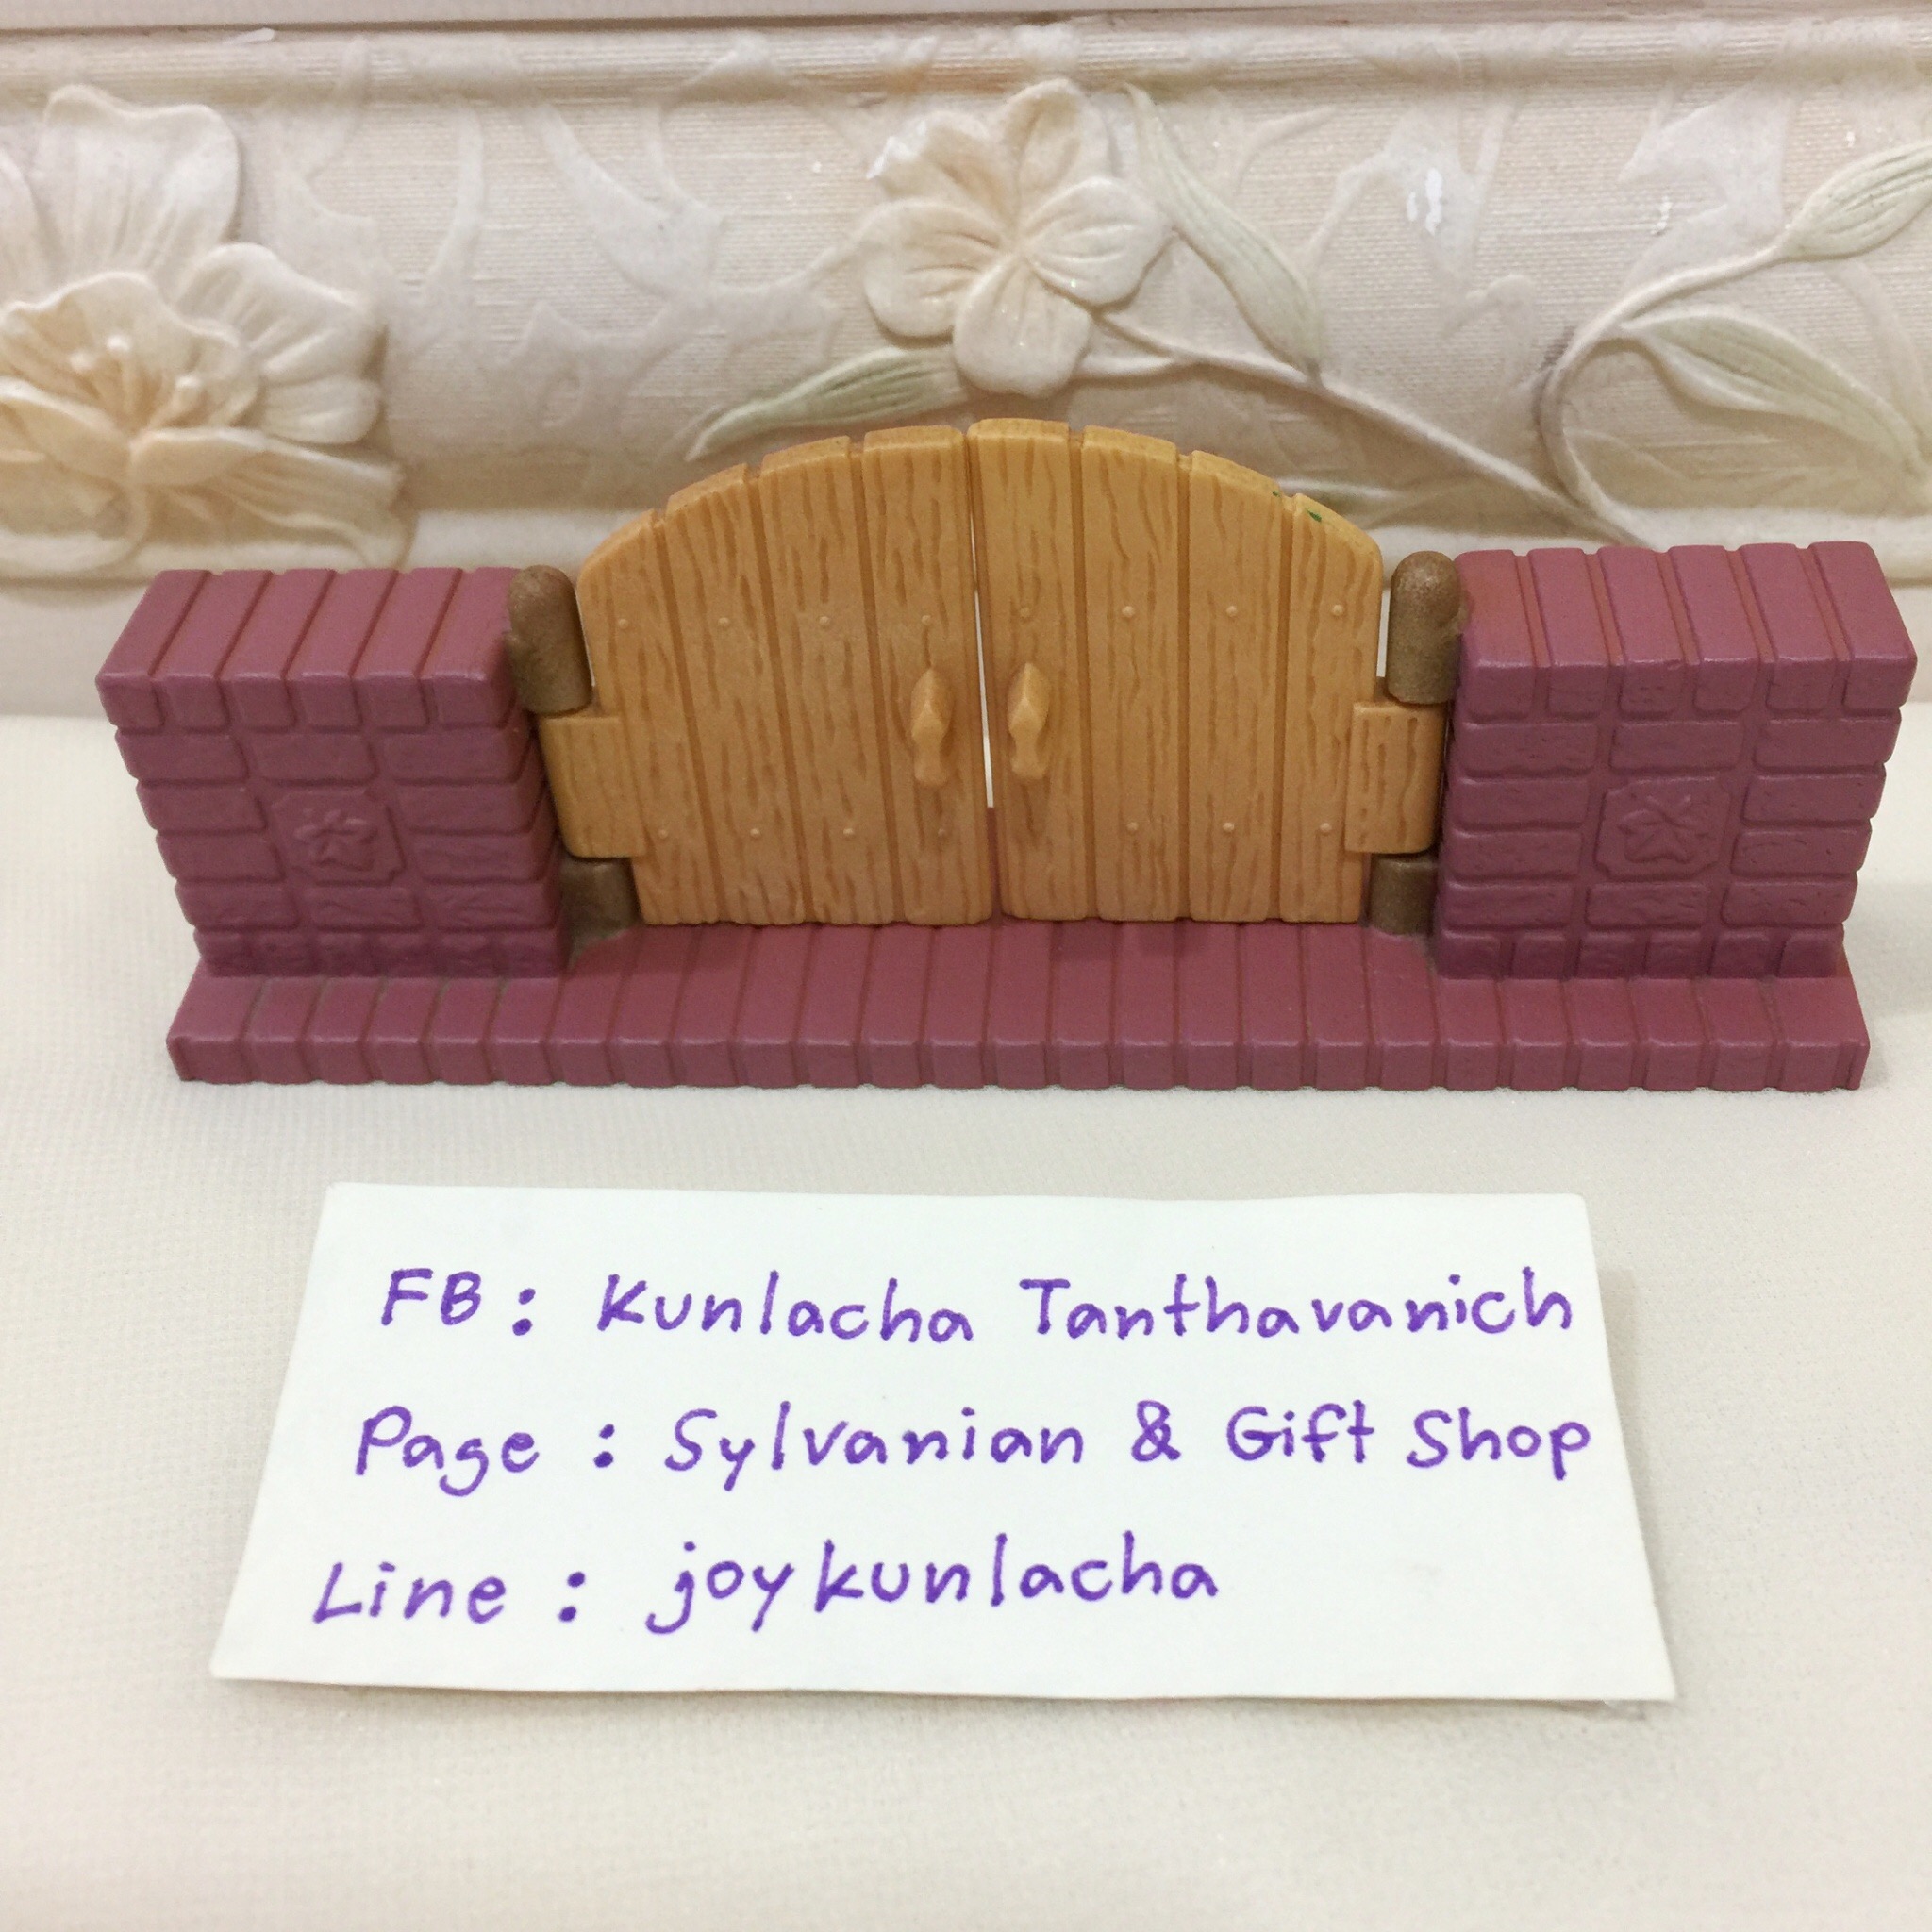 FB : Kunlacha Tanthavanich
Page : Sylvanian & Gift Shop
Line : joykunlacha